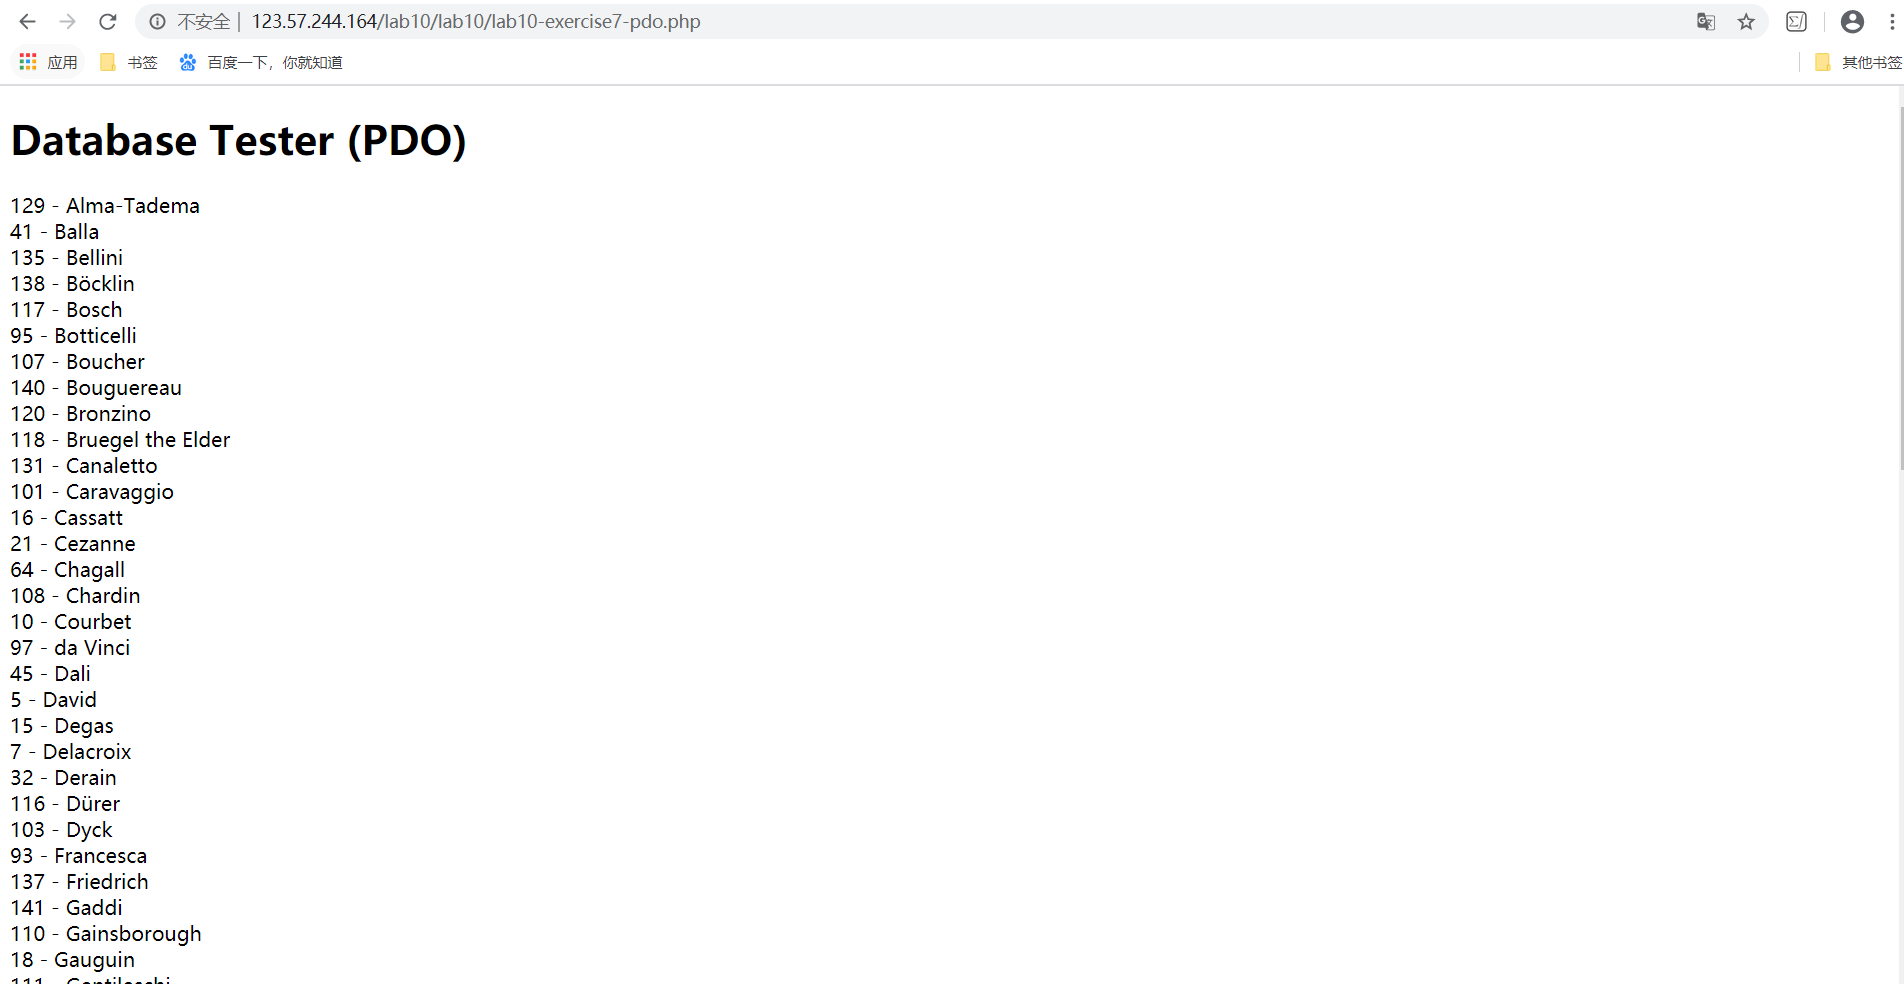 不安全 | 123.57.244.164/lab10/lab10/lab10-exercise7-pdo.php
应用 书签 百度一下，你就知道 其他书签
Database Tester (PDO)
129 - Alma-Tadema
41 - Balla
135 - Bellini
138 - Böcklin
117 - Bosch
95 - Botticelli
107 - Boucher
140 - Bouguereau
120 - Bronzino
118 - Bruegel the Elder
131 - Canaletto
101 - Caravaggio
16 - Cassatt
21 - Cezanne
64 - Chagall
108 - Chardin
10 - Courbet
97 - da Vinci
45 - Dali
5 - David
15 - Degas
7 - Delacroix
32 - Derain
116 - Dürer
103 - Dyck
93 - Francesca
137 - Friedrich
141 - Gaddi
110 - Gainsborough
18 - Gauguin
111 - Gentileschi